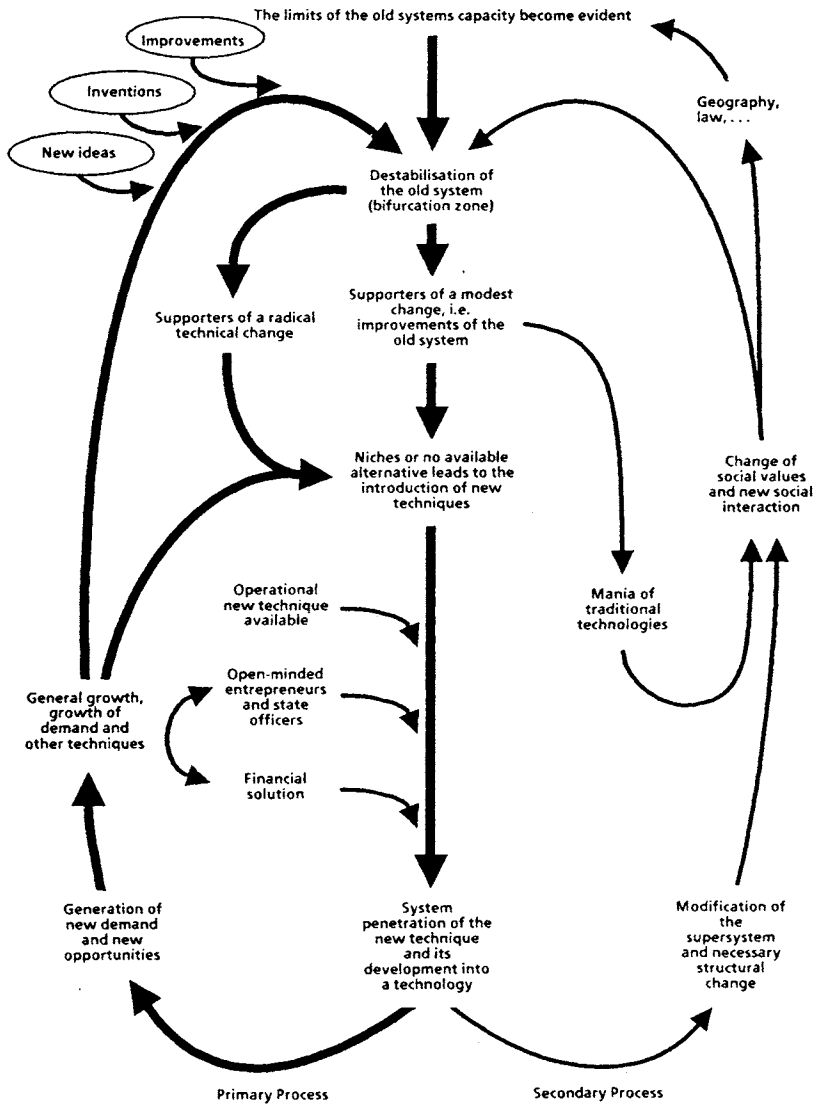 The limits of the old systems capacity become evident
Improvements
Inventions
New ideas
Geography,
law, . . .
Destabilisation of
the old system
(bifurcation zone)
Supporters of a radical
technical change
Supporters of a modest
change, i.e.
improvements of the
old system
Niches or no available
alternative leads to the
introduction of new
techniques
Change of
social values
and new social
interaction
Operational
new technique
available
Mania of
traditional
technologies
General growth,
growth of
demand and
other techniques
Open-minded
entrepreneurs
and state
officers
Financial
solution
Generation of
new demand
and new
opportunities
System
penetration of the
new technique
and its
development into
a technology
Modification of
the
supersystem
and necessary
structural
change
Primary Process
Secondary Process